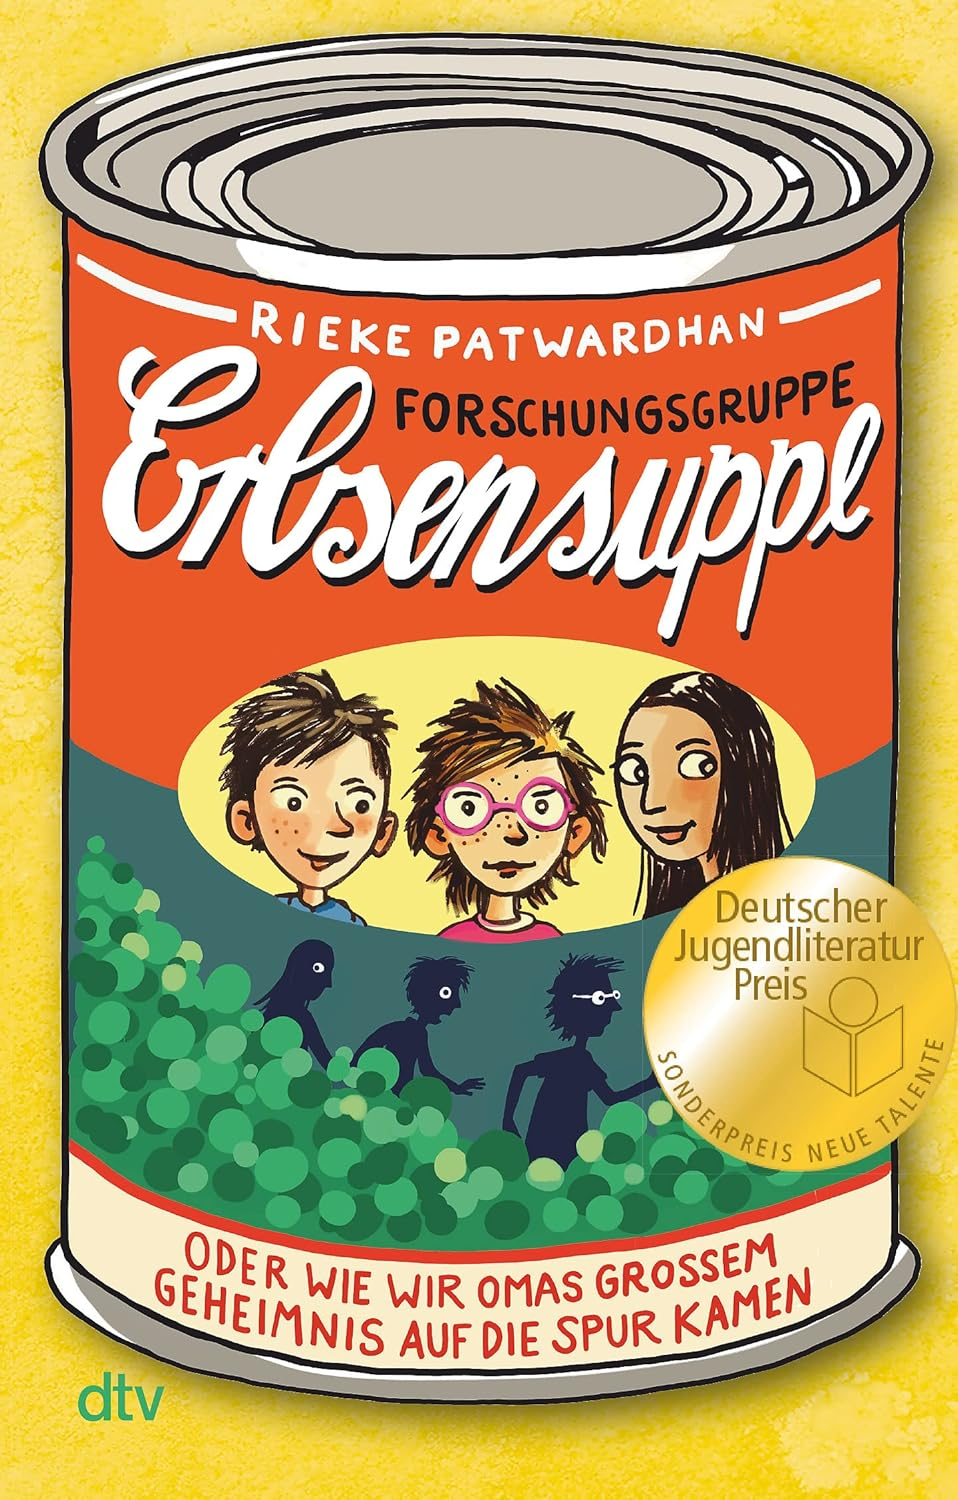 RIEKE PATWARDHAN
FORSCHUNGSGRUPPE
Erbsensuppe
Deutscher
Jugendliteratur
Preis
SONDERPREIS NEUE TALENTE
ODER WIE WIR OMAS GROSSEM
GEHEIMNIS AUF DIE SPUR KAMEN
dtv